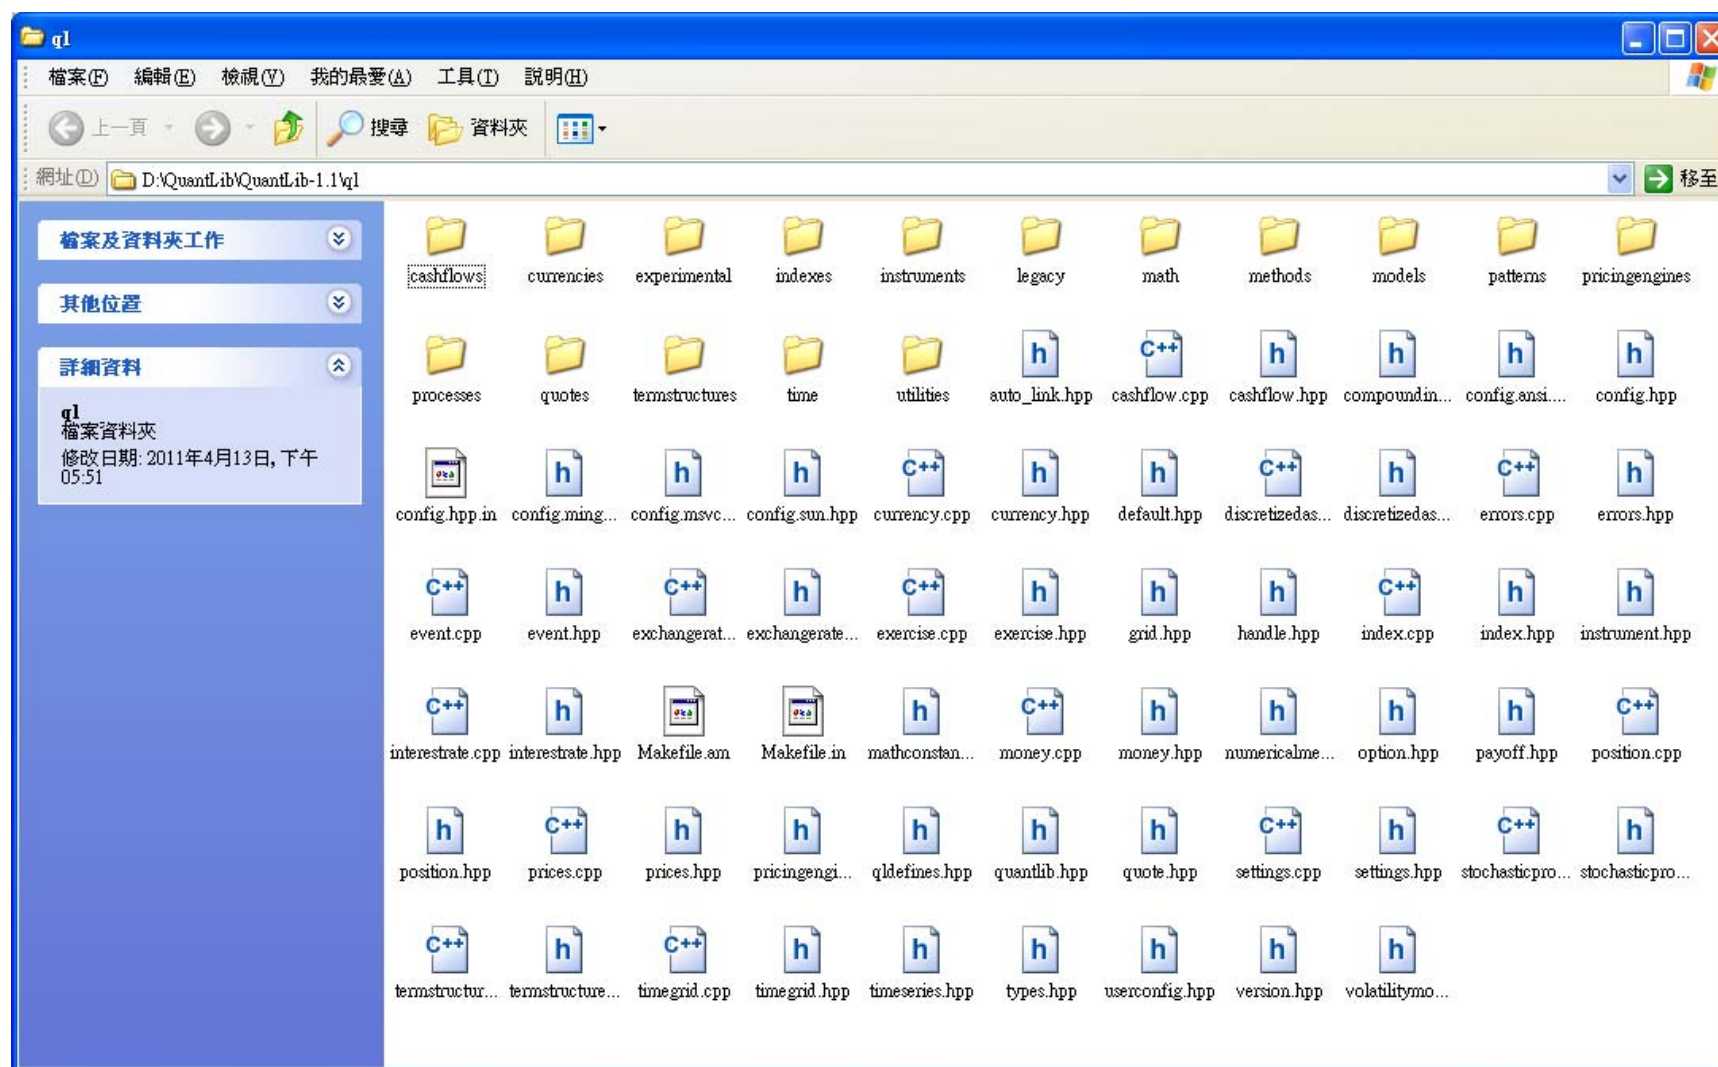 ql
檔案(F) 編輯(E) 檢視(V) 我的最愛(A) 工具(T) 說明(H)
上一頁 搜尋 資料夾
網址(D) D:\QuantLib\QuantLib-1.1\ql 移至
檔案及資料夾工作
其他位置
詳細資料
ql
檔案資料夾
修改日期: 2011年4月13日, 下午
05:51
cashflows currencies experimental indexes instruments legacy math methods models patterns pricingengines
processes quotes termstructures time utilities auto_link.hpp cashflow.cpp cashflow.hpp compoundin... config.ansi.... config.hpp
config.hpp.in config.ming... config.msvc... config.sun.hpp currency.cpp currency.hpp default.hpp discretizedas... discretizedas... errors.cpp errors.hpp
event.cpp event.hpp exchangerat... exchangerate... exercise.cpp exercise.hpp grid.hpp handle.hpp index.cpp index.hpp instrument.hpp
interestrate.cpp interestrate.hpp Makefile.am Makefile.in mathconstan... money.cpp money.hpp numericalme... option.hpp payoff.hpp position.cpp
position.hpp prices.cpp prices.hpp pricingengi... qldefines.hpp quantlib.hpp quote.hpp settings.cpp settings.hpp stochasticpro... stochasticpro...
termstructur... termstructure... timegrid.cpp timegrid.hpp timeseries.hpp types.hpp userconfig.hpp version.hpp volatilitymo...